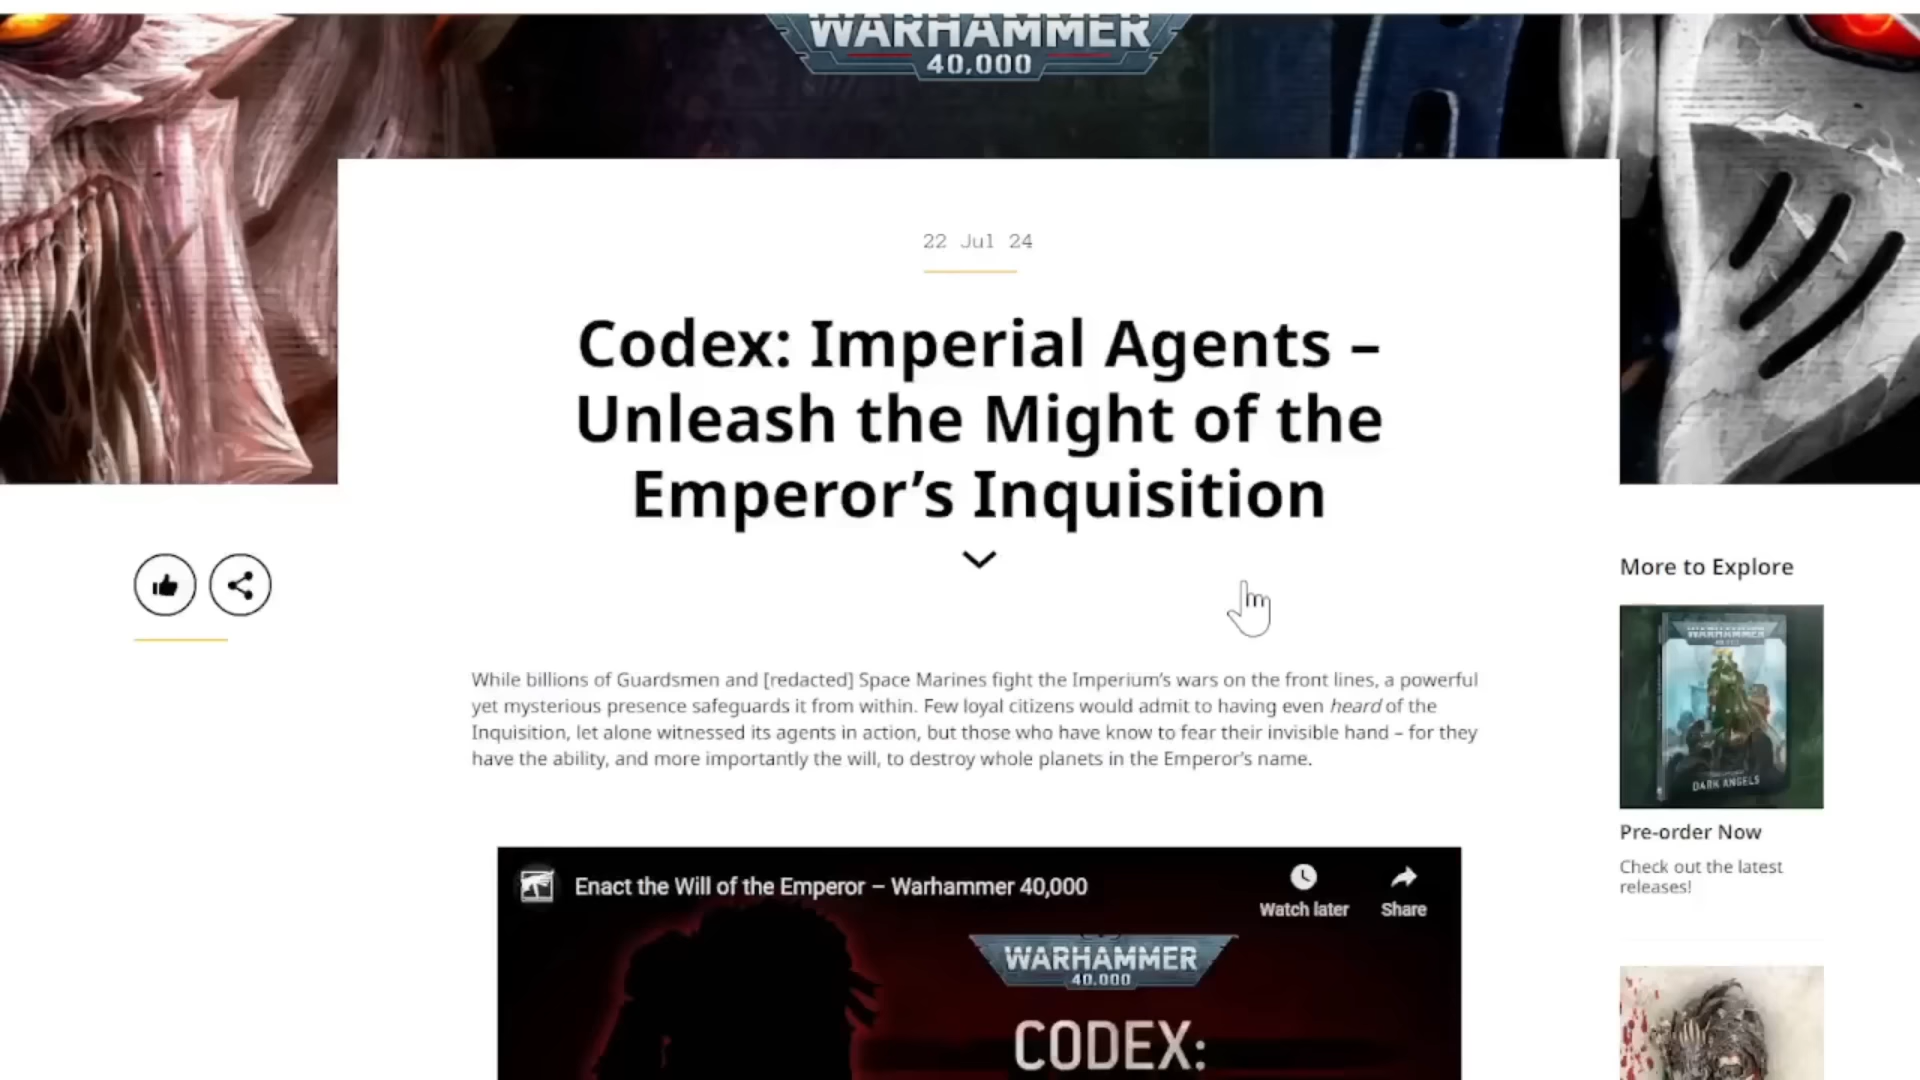 WARHAMMER
40,000
22 Jul 24
Codex: Imperial Agents –
Unleash the Might of the
Emperor’s Inquisition
While billions of Guardsmen and [redacted] Space Marines fight the Imperium’s wars on the front lines, a powerful
yet mysterious presence safeguards it from within. Few loyal citizens would admit to having even heard of the
Inquisition, let alone witnessed its agents in action, but those who have know to fear their invisible hand – for they
have the ability, and more importantly the will, to destroy whole planets in the Emperor’s name.
Enact the Will of the Emperor – Warhammer 40,000
Watch later
Share
WARHAMMER
40,000
CODEX:
More to Explore
WARHAMMER
DARK ANGELS
Pre-order Now
Check out the latest
releases!